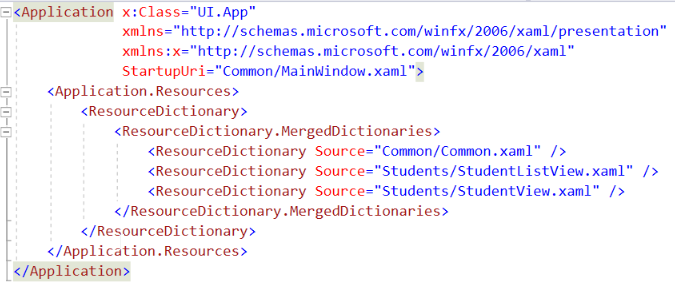 <Application x:Class="UI.App"
xmlns="http://schemas.microsoft.com/winfx/2006/xaml/presentation"
xmlns:x="http://schemas.microsoft.com/winfx/2006/xaml"
StartupUri="Common/MainWindow.xaml">
<Application.Resources>
<ResourceDictionary>
<ResourceDictionary.MergedDictionaries>
<ResourceDictionary Source="Common/Common.xaml" />
<ResourceDictionary Source="Students/StudentListView.xaml" />
<ResourceDictionary Source="Students/StudentView.xaml" />
</ResourceDictionary.MergedDictionaries>
</ResourceDictionary>
</Application.Resources>
</Application>